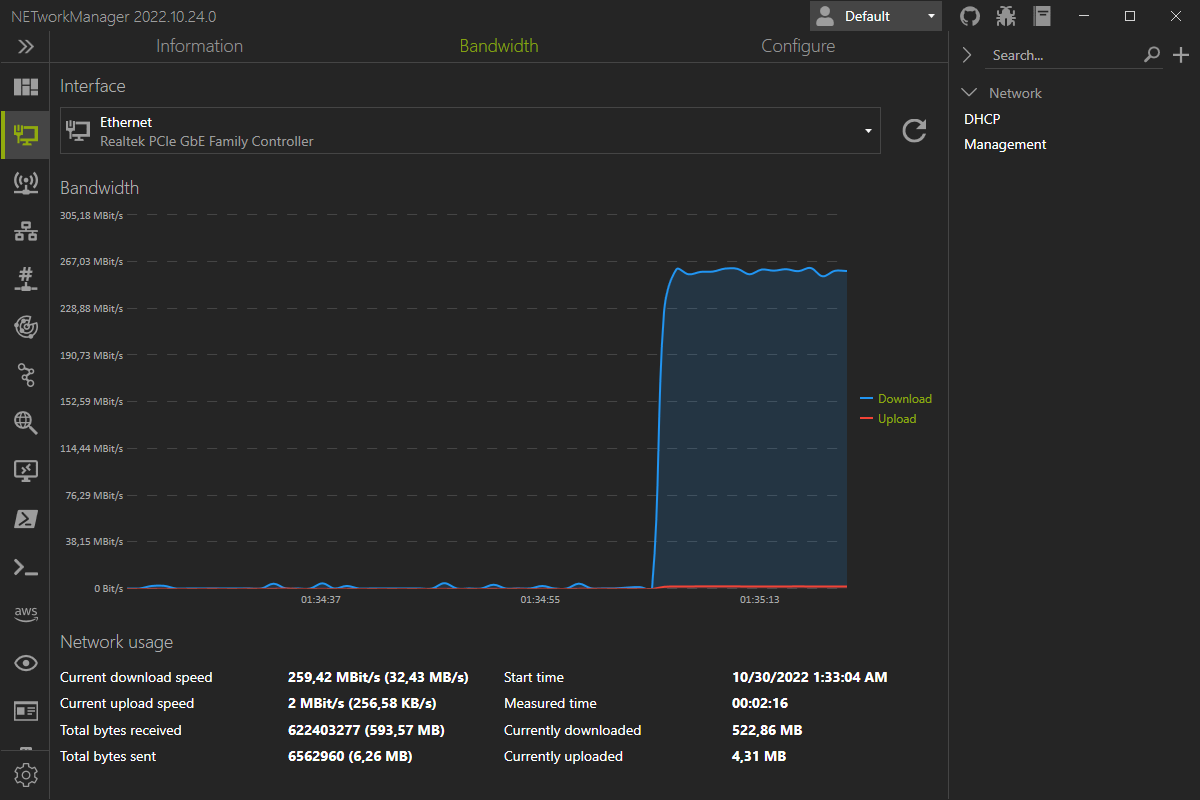 NETworkManager 2022.10.24.0
Default
Information
Bandwidth
Configure
Search...
Interface
Ethernet
Realtek PCIe GbE Family Controller
Network
DHCP
Management
Bandwidth
305,18 MBit/s
267,03 MBit/s
228,88 MBit/s
190,73 MBit/s
152,59 MBit/s
114,44 MBit/s
76,29 MBit/s
38,15 MBit/s
0 Bit/s
01:34:37
01:34:55
01:35:13
Download
Upload
aws
Network usage
Current download speed 259,42 MBit/s (32,43 MB/s)
Start time 10/30/2022 1:33:04 AM
Current upload speed 2 MBit/s (256,58 KB/s)
Measured time 00:02:16
Total bytes received 622403277 (593,57 MB)
Currently downloaded 522,86 MB
Total bytes sent 6562960 (6,26 MB)
Currently uploaded 4,31 MB